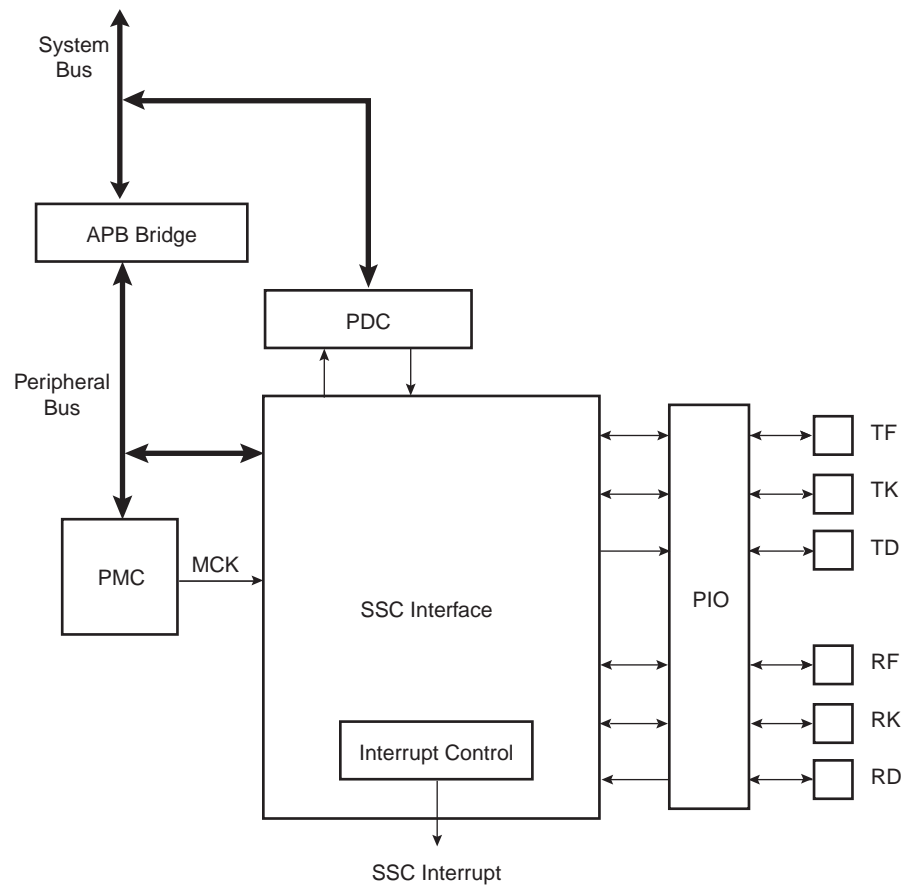 System
Bus
APB Bridge
PDC
Peripheral
Bus
PMC
MCK
SSC Interface
Interrupt Control
SSC Interrupt
PIO
TF
TK
TD
RF
RK
RD